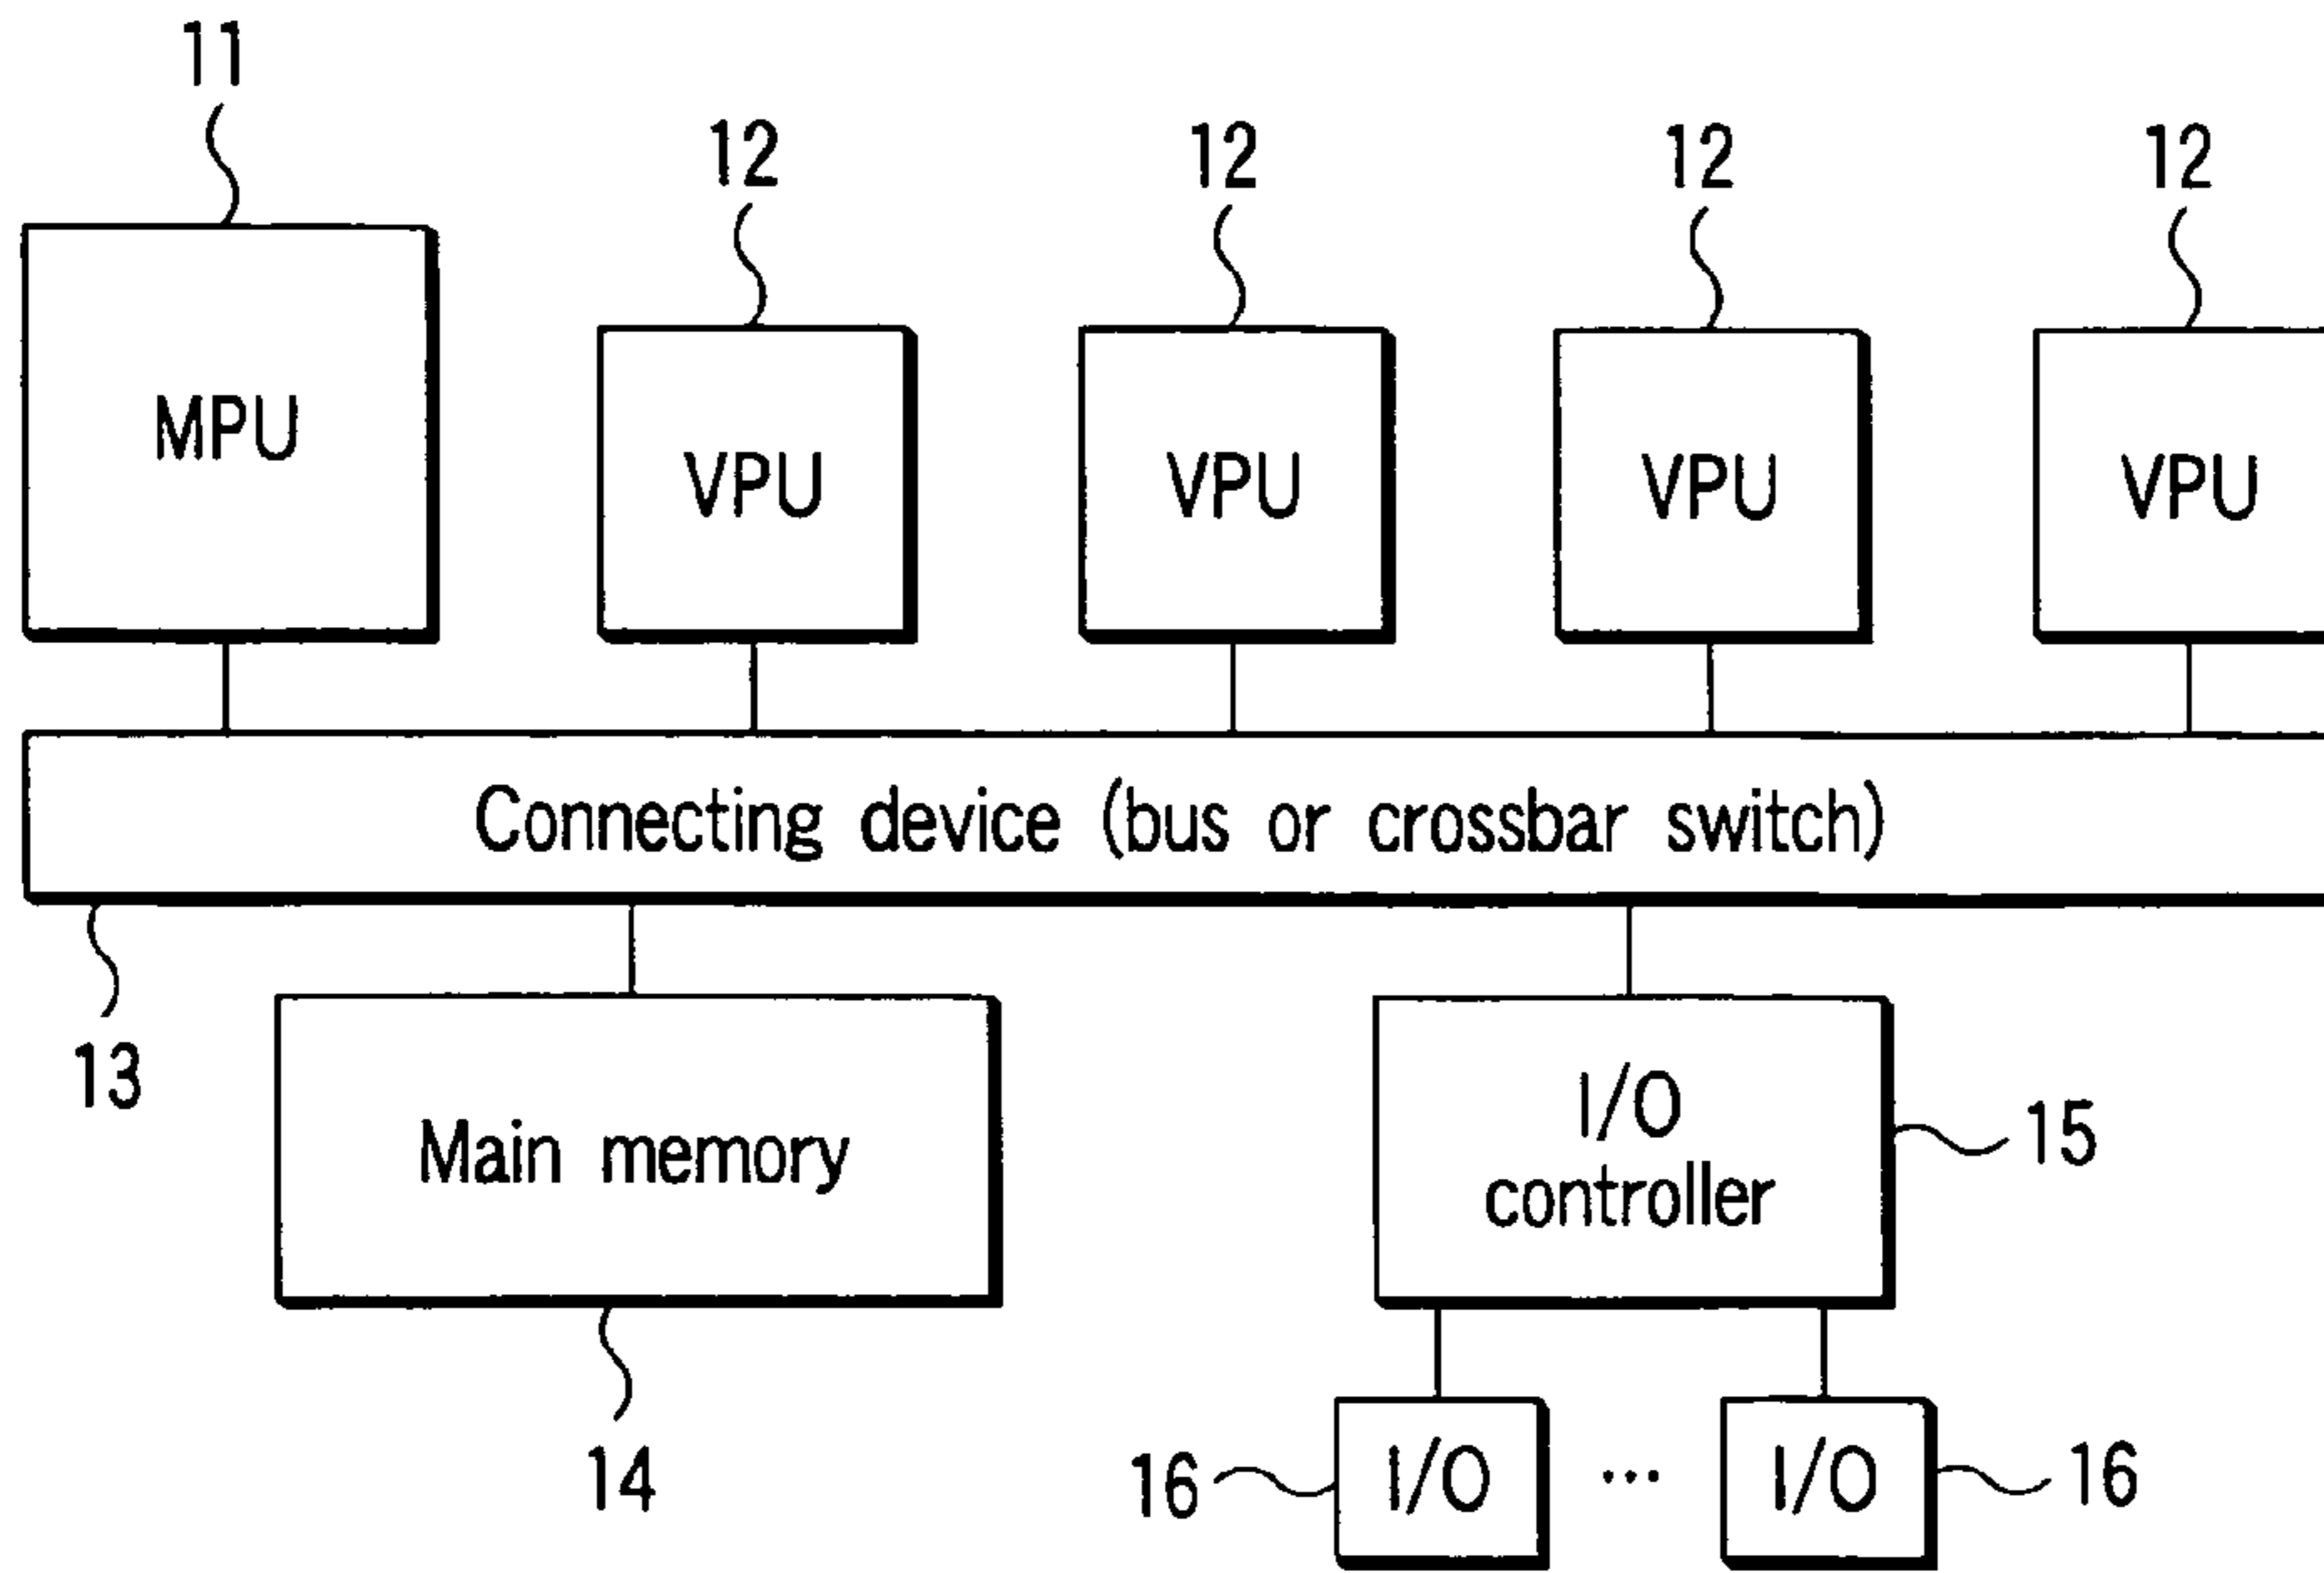 11
12 12 12 12
MPU
VPU VPU VPU VPU
Connecting device (bus or crossbar switch)
13
Main memory
I/O
controller
15
14
16 I/O ... I/O 16